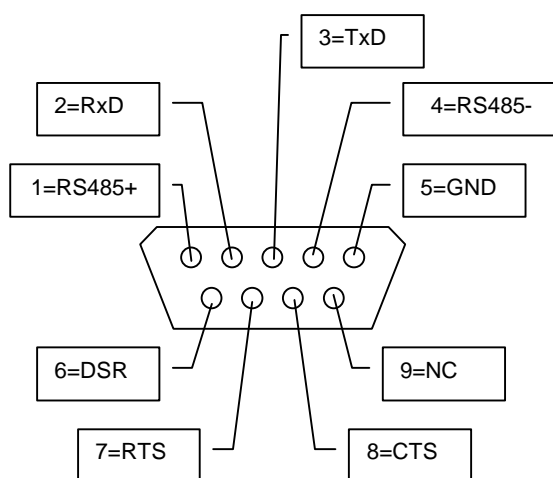 3=TxD
2=RxD
4=RS485-
1=RS485+
5=GND
6=DSR
9=NC
7=RTS
8=CTS